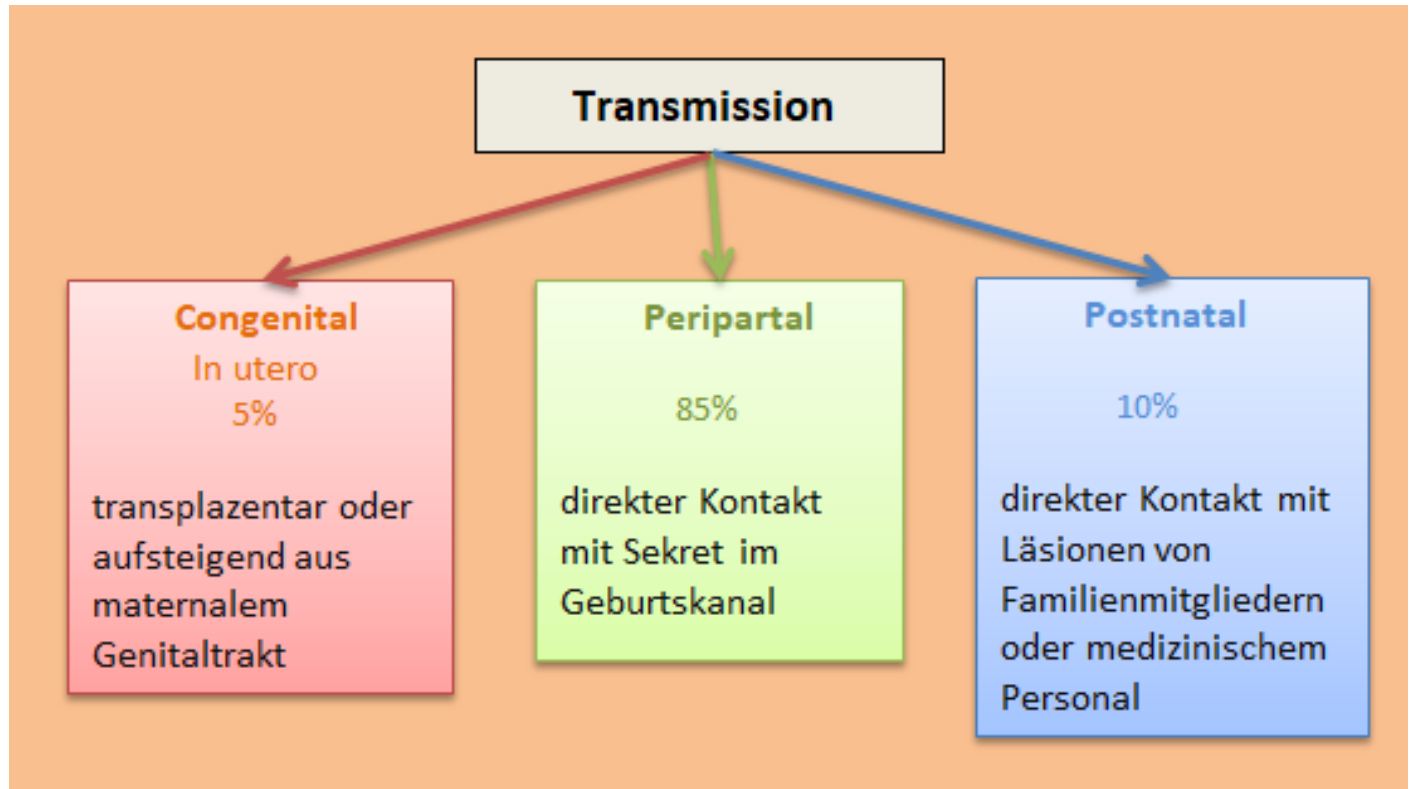 Transmission
Congenital
In utero
5%
transplazentar oder
aufsteigend aus
maternalem
Genitaltrakt
Peripartal
85%
direkter Kontakt
mit Sekret im
Geburtskanal
Postnatal
10%
direkter Kontakt mit
Läsionen von
Familienmitgliedern
oder medizinischem
Personal